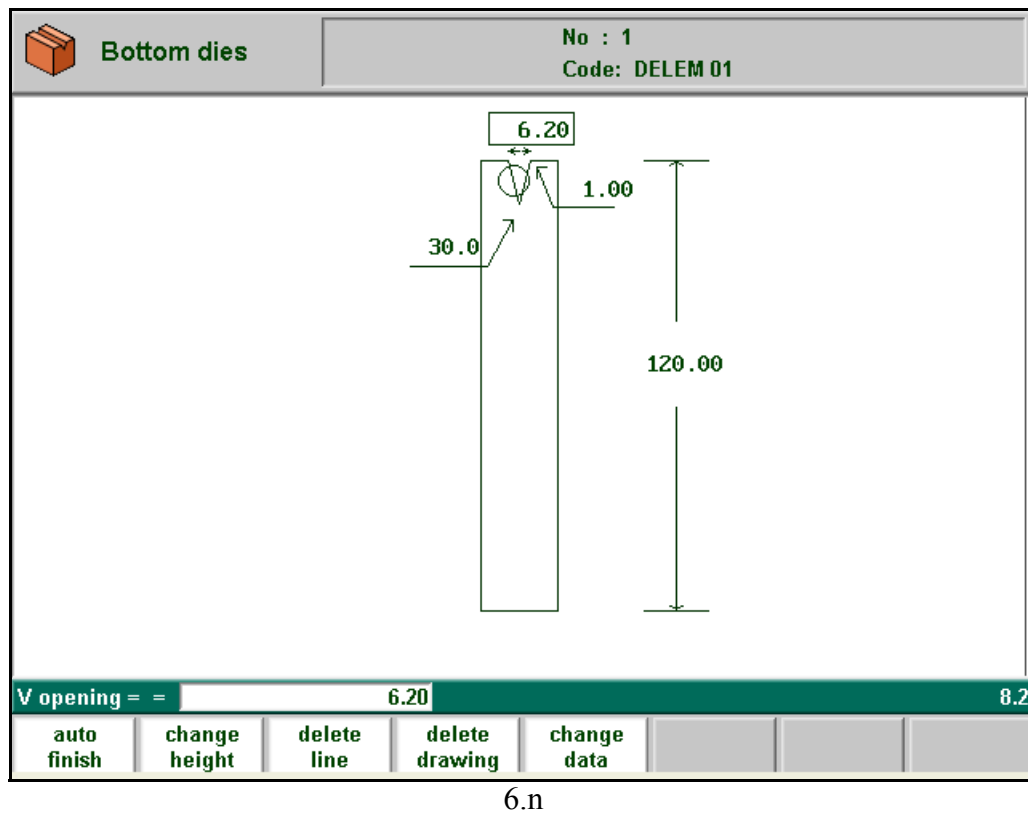 Bottom dies
No : 1
Code: DELEM 01
6.20
1.00
30.0
120.00
V opening = = 6.20 8.2
auto finish
change height
delete line
delete drawing
change data
6.n